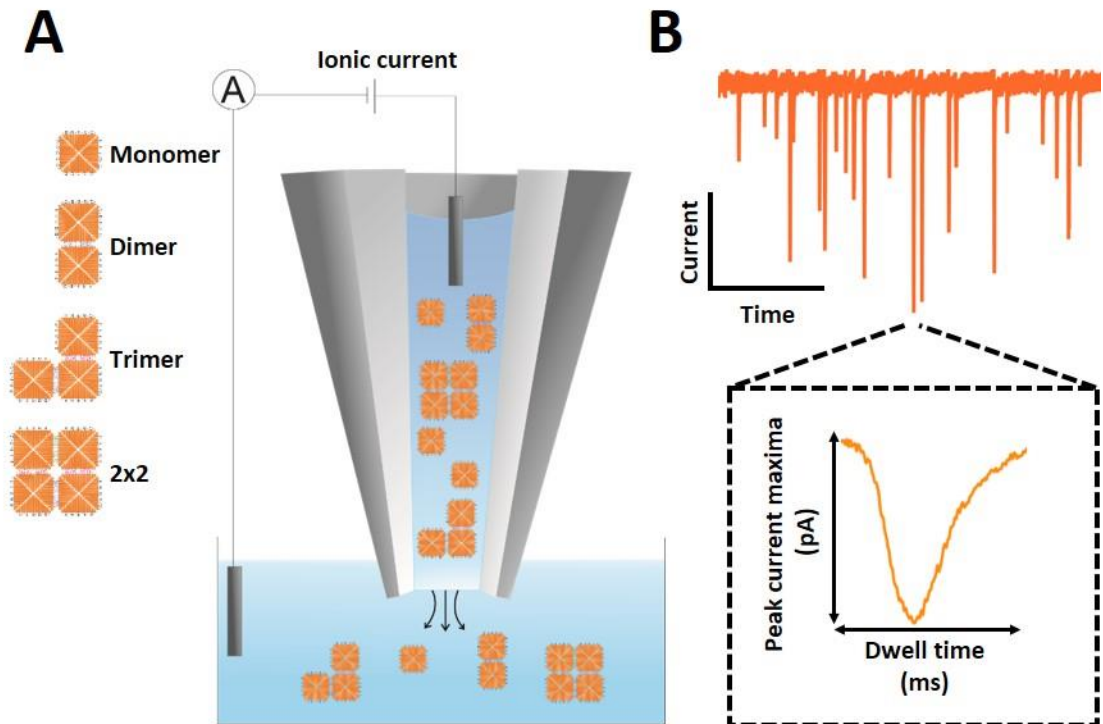 A
B
Ionic current
A
Monomer
Dimer
Trimer
2x2
Current
Time
Peak current maxima
(pA)
Dwell time
(ms)